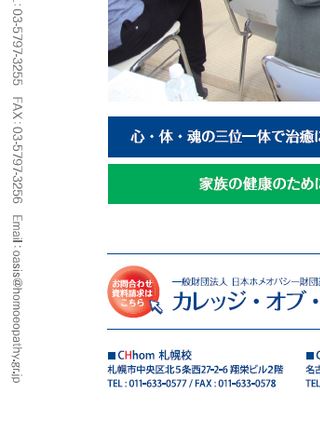 : 03-5797-3255　FAX : 03-5797-3256　Email : oasis@homoeopathy.gr.jp
心・体・魂の三位一体で治癒に
家族の健康のために
お問合わせ
資料請求は
こちら
一般財団法人 日本ホメオパシー財団
カレッジ・オブ・
■CHhom 札幌校
札幌市中央区北5条西27-2-6 翔栄ビル2階
TEL : 011-633-0577 / FAX : 011-633-0578
■C
名古
TEL